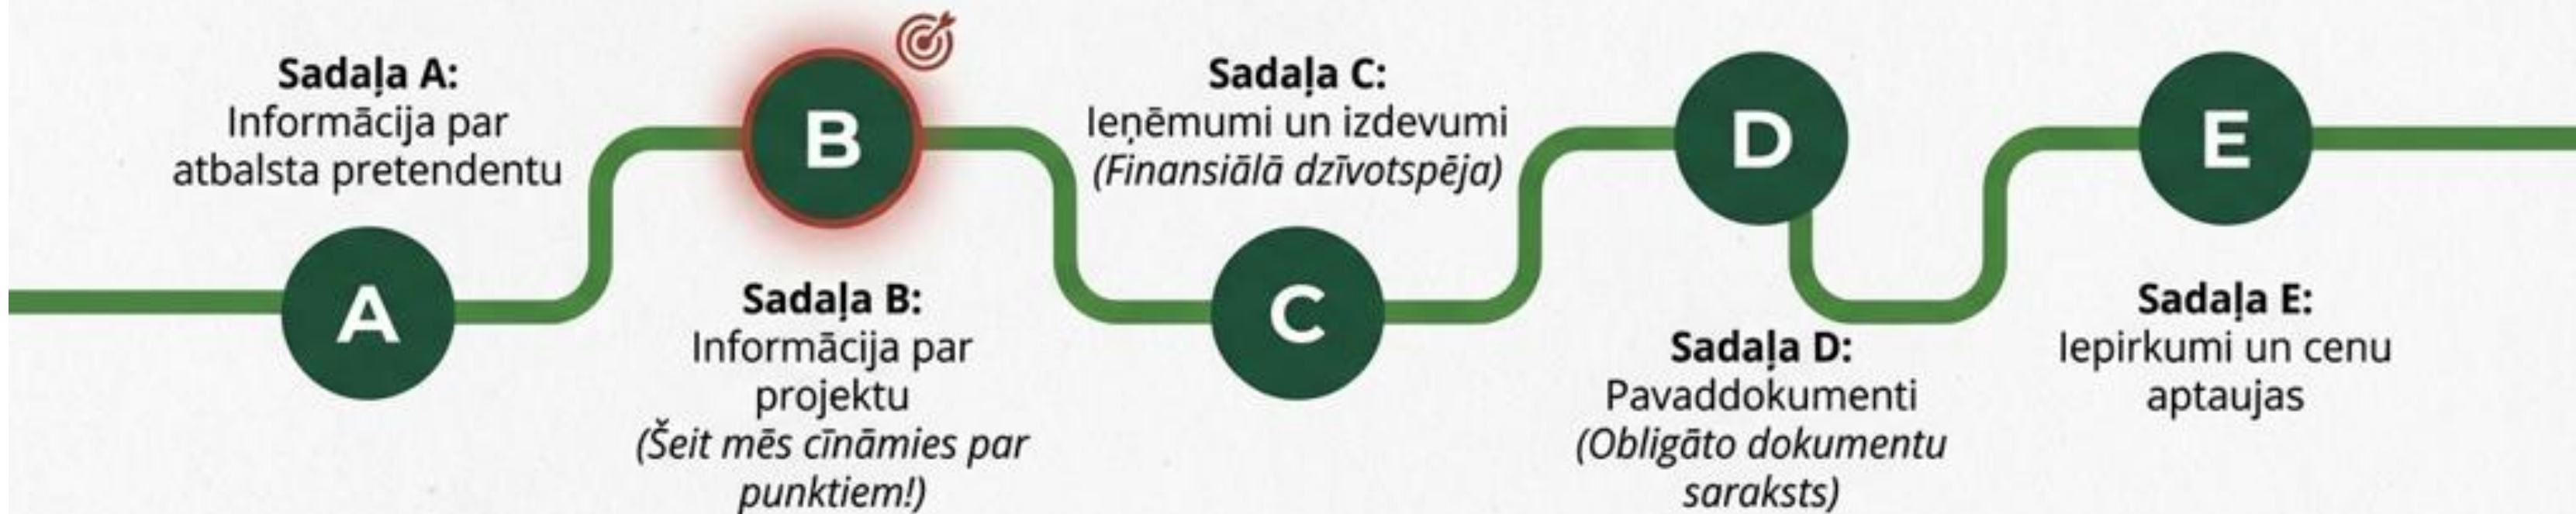 Sadaļa A:
Informācija par
atbalsta pretendentu
A
B
Sadaļa B:
Informācija par
projektu
(Šeit mēs cīnāmies par
punktiem!)
Sadaļa C:
Ieņēmumi un izdevumi
(Finansiālā dzīvotspēja)
C
D
Sadaļa D:
Pavaddokumenti
(Obligāto dokumentu
saraksts)
E
Sadaļa E:
Iepirkumi un cenu
aptaujas